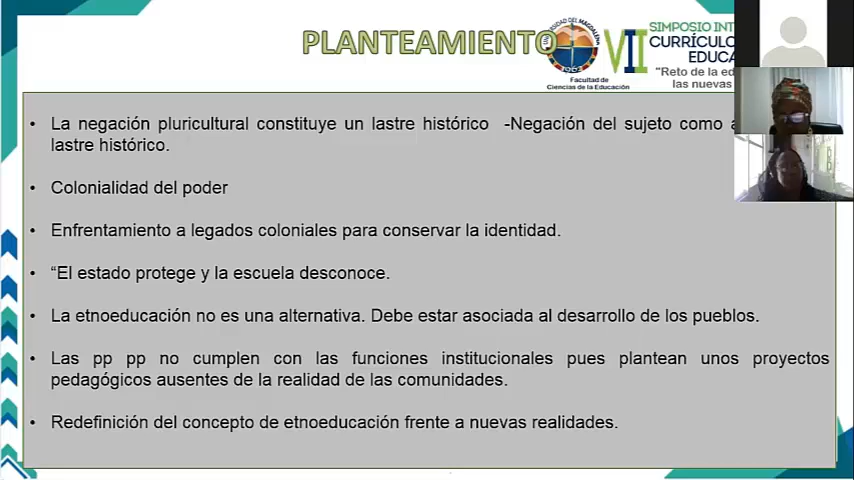 PLANTEAMIENTO
UNIVERSIDAD DEL MAGDALENA
1962
Facultad de
Ciencias de la Educación
VII
SIMPOSIO INT
CURRÍCULO
EDUCA
"Reto de la ed
las nuevas
• La negación pluricultural constituye un lastre histórico -Negación del sujeto como a
lastre histórico.
• Colonialidad del poder
• Enfrentamiento a legados coloniales para conservar la identidad.
• “El estado protege y la escuela desconoce.
• La etnoeducación no es una alternativa. Debe estar asociada al desarrollo de los pueblos.
• Las pp pp no cumplen con las funciones institucionales pues plantean unos proyectos
pedagógicos ausentes de la realidad de las comunidades.
• Redefinición del concepto de etnoeducación frente a nuevas realidades.